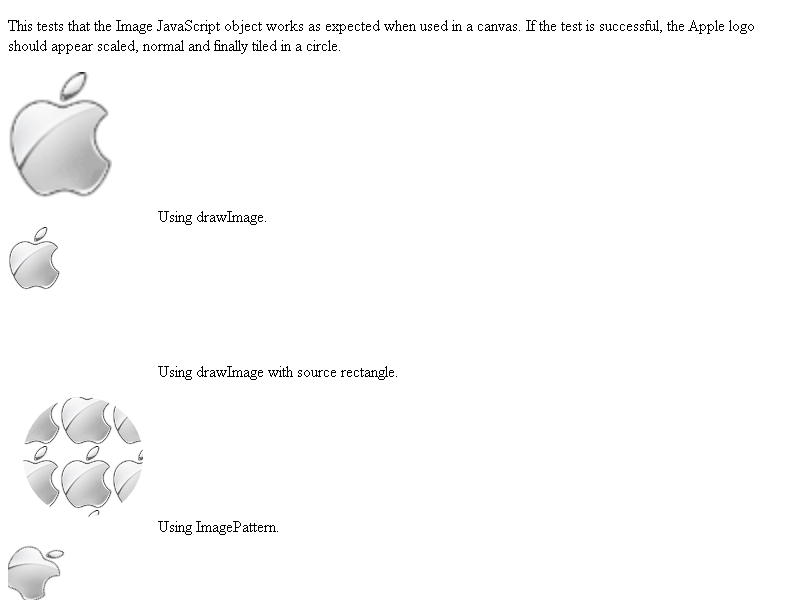 This tests that the Image JavaScript object works as expected when used in a canvas. If the test is successful, the Apple logo
should appear scaled, normal and finally tiled in a circle.
Using drawImage.
Using drawImage with source rectangle.
Using ImagePattern.